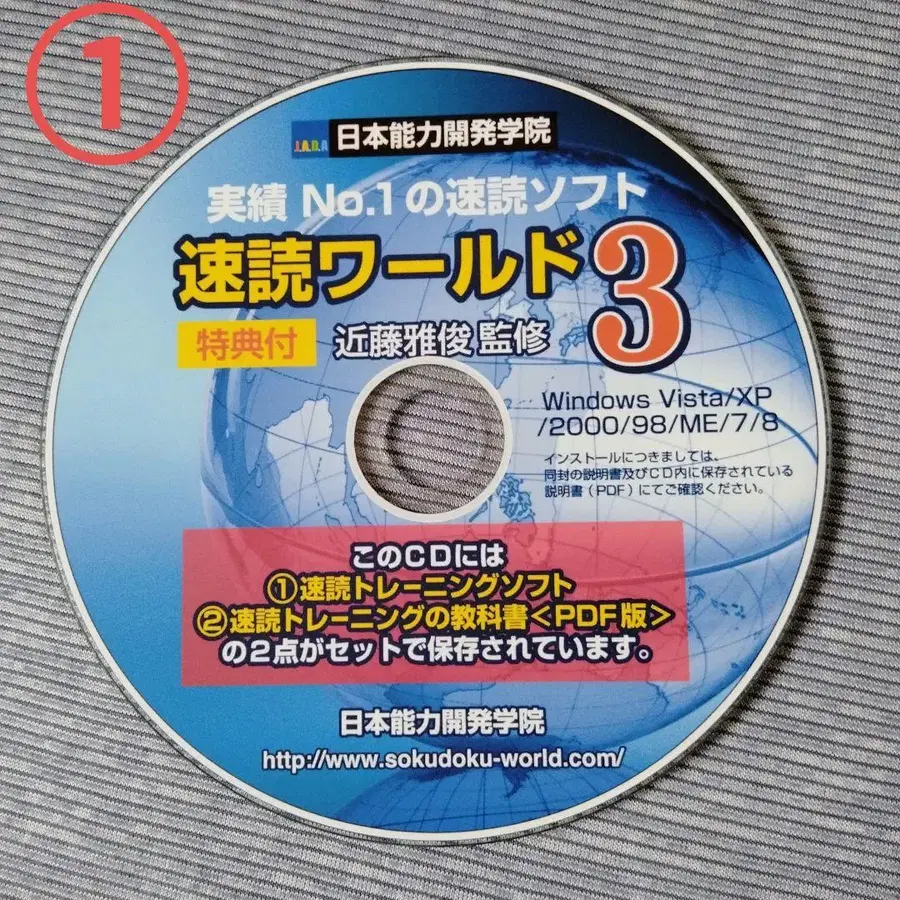 ①
J.A.D.A 日本能力開発学院
実績 No.1の速読ソフト
速読ワールド3
特典付 近藤雅俊 監修
Windows Vista/XP
/2000/98/ME/7/8
インストールにつきましては、
同封の説明書及びCD内に保存されている
説明書(PDF)にてご確認ください。
このCDには
①速読トレーニングソフト
②速読トレーニングの教科書<PDF版>
の2点がセットで保存されています。
日本能力開発学院
http://www.sokudoku-world.com/